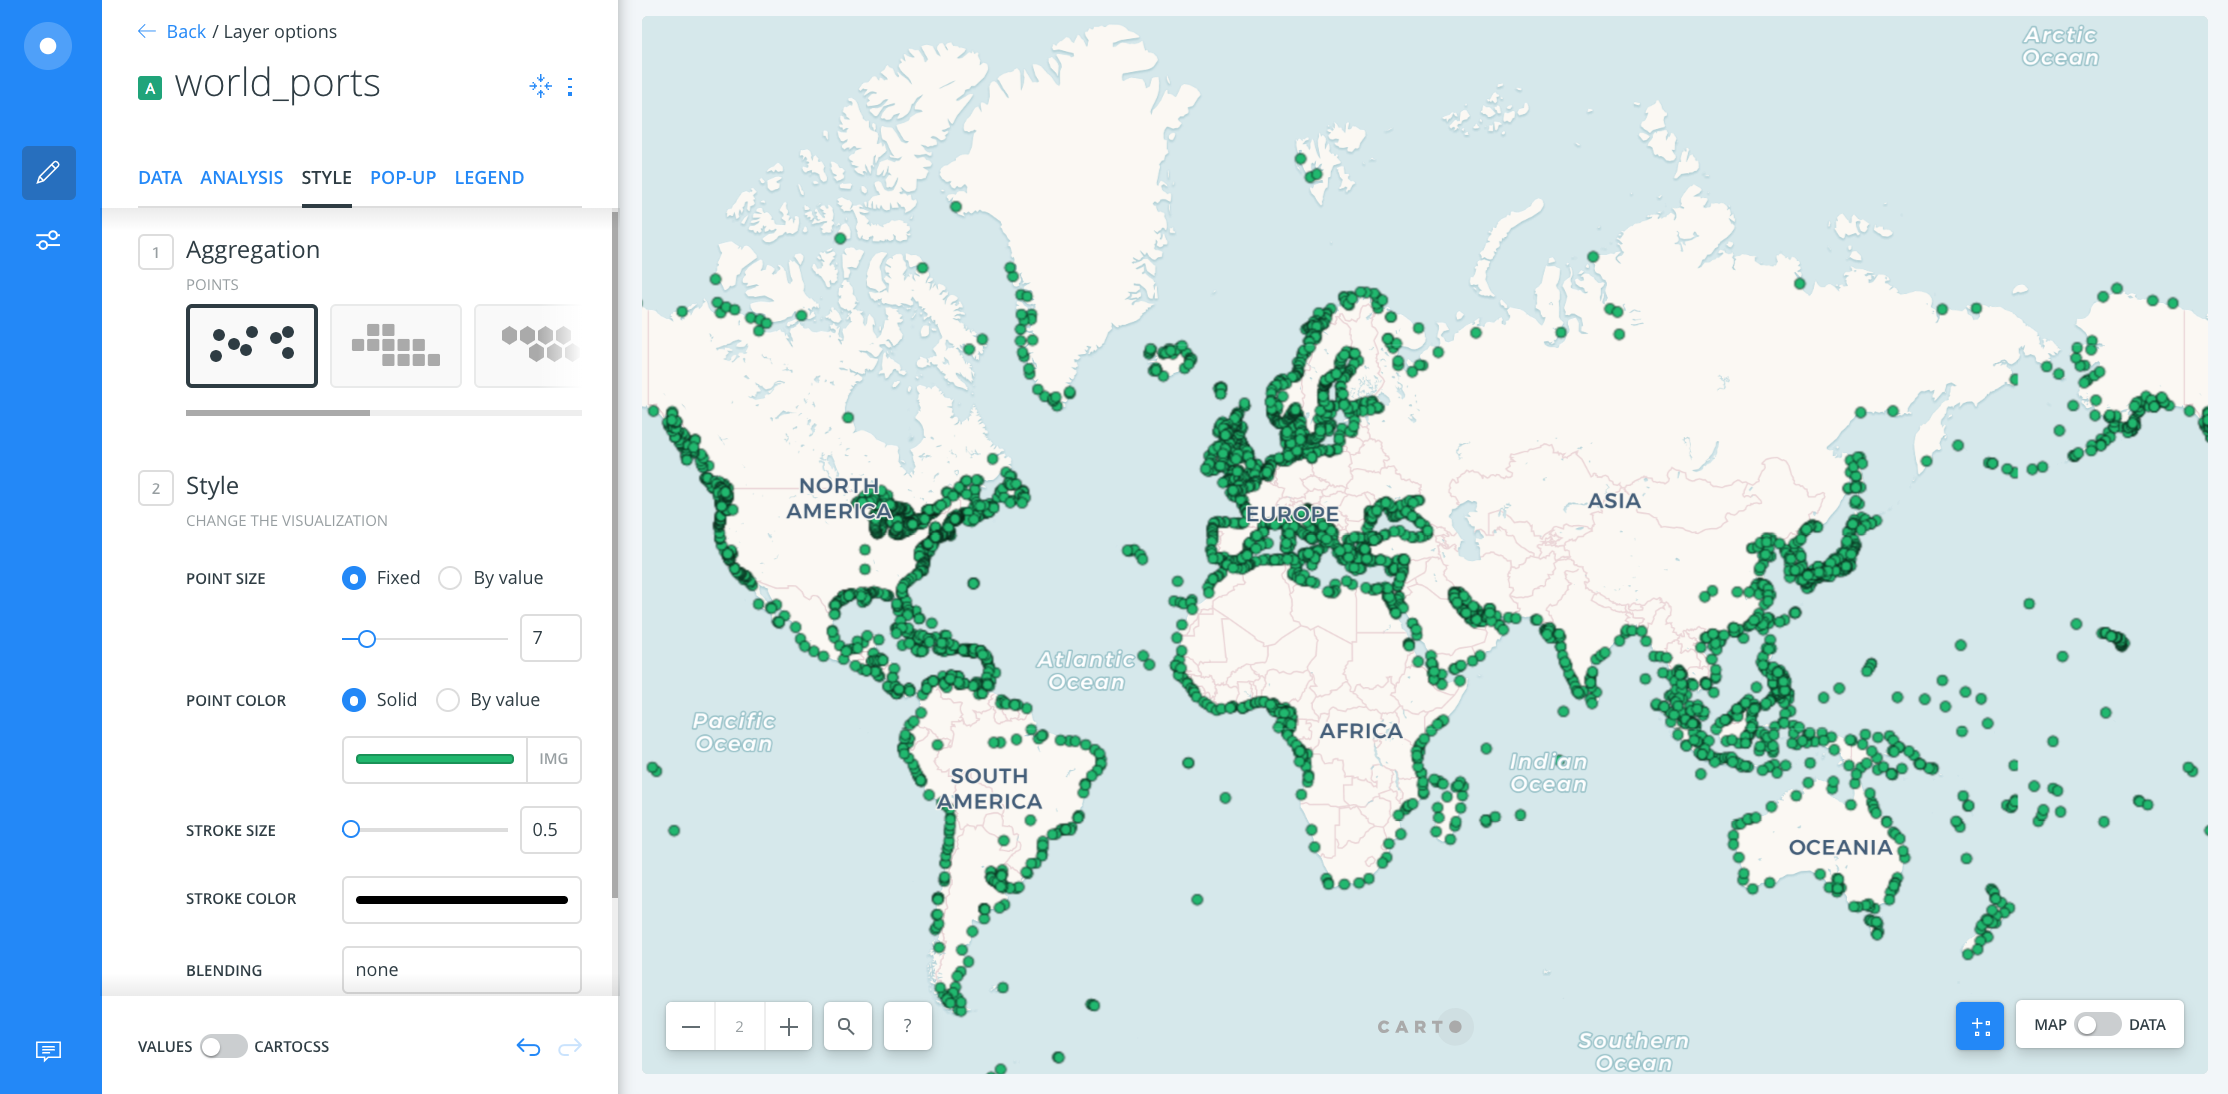 Back / Layer options
A world_ports
DATA ANALYSIS STYLE POP-UP LEGEND
1 Aggregation
POINTS
2 Style
CHANGE THE VISUALIZATION
POINT SIZE Fixed By value
7
POINT COLOR Solid By value
IMG
STROKE SIZE 0.5
STROKE COLOR
BLENDING none
VALUES CARTOCSS
Arctic
Ocean
NORTH
AMERICA
EUROPE
ASIA
Atlantic
Ocean
Pacific
Ocean
AFRICA
Indian
Ocean
SOUTH
AMERICA
OCEANIA
2
?
CARTO
Southern
Ocean
MAP DATA